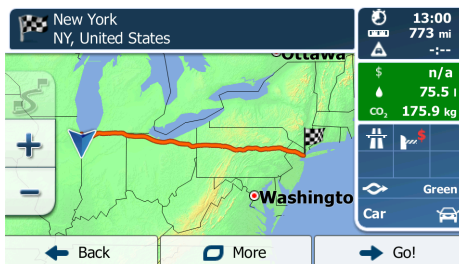 New York
NY, United States
13:00
773 mi
-:--
Ottawa
$ n/a
75.5 l
CO₂ 175.9 kg
$
Washingto
Green
Car
Back
More
Go!